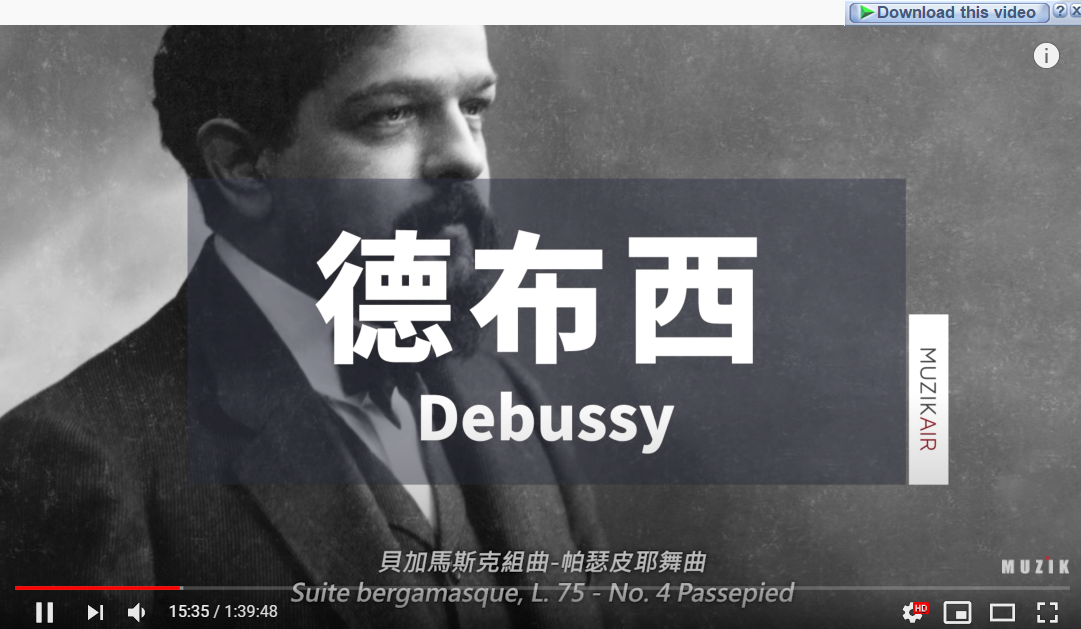 Download this video
?
x
i
德布西
Debussy
MUZIKAIR
貝加馬斯克組曲-帕瑟皮耶舞曲
MUZIK
Suite bergamasque, L. 75 - No. 4 Passepied
15:35 / 1:39:48
HD